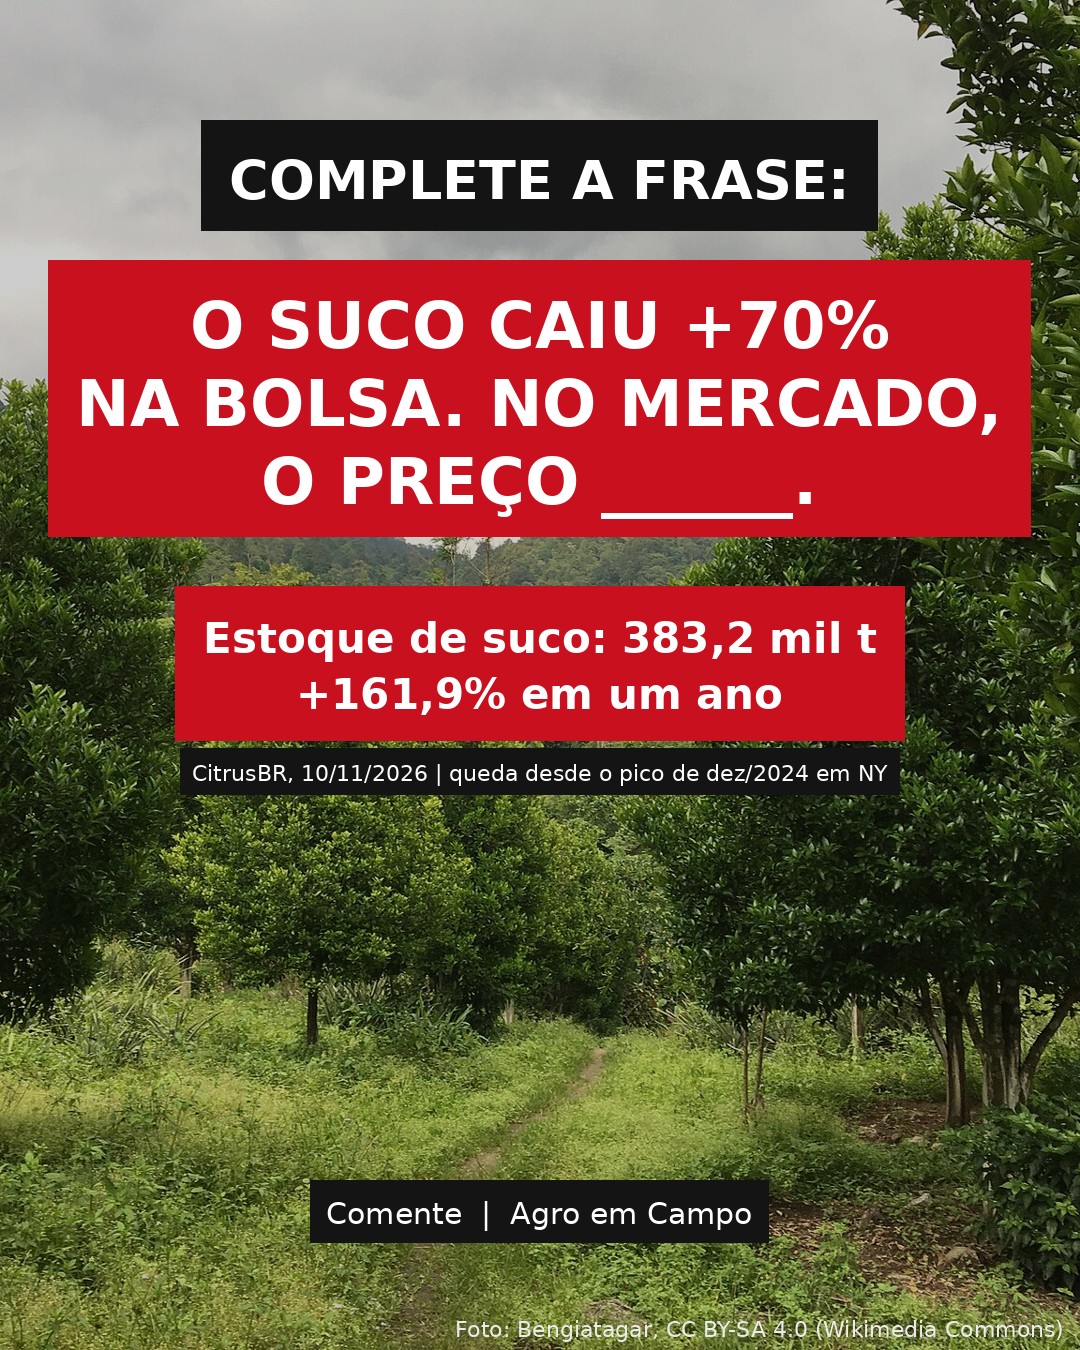 COMPLETE A FRASE:
O SUCO CAIU +70%
NA BOLSA. NO MERCADO,
O PREÇO ______.
Estoque de suco: 383,2 mil t
+161,9% em um ano
CitrusBR, 10/11/2026 | queda desde o pico de dez/2024 em NY
Comente | Agro em Campo
Foto: Bengiatagar, CC BY-SA 4.0 (Wikimedia Commons)